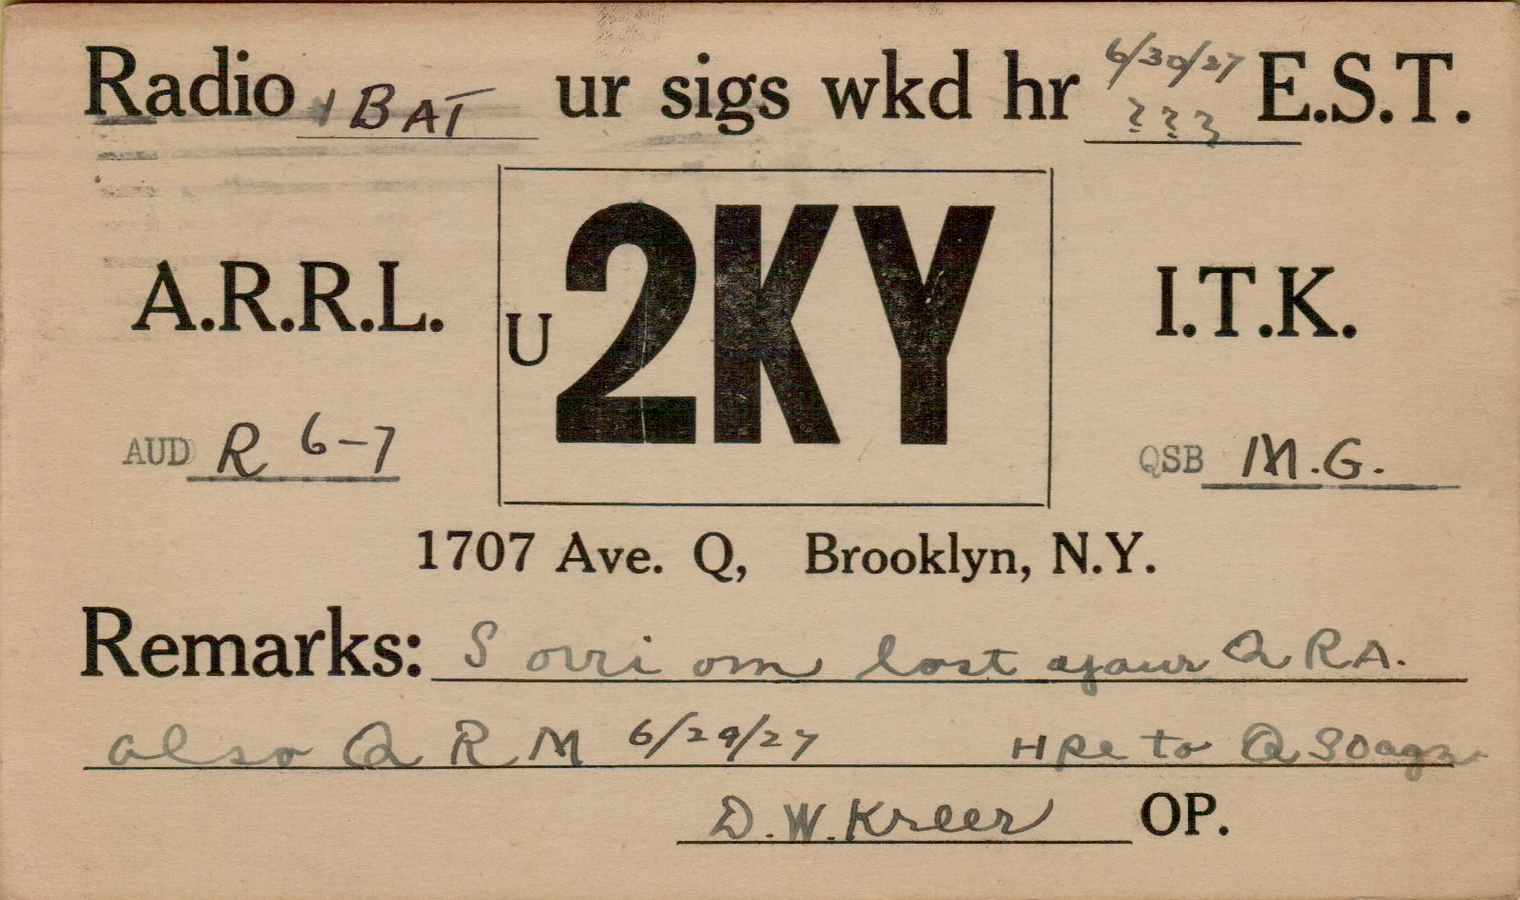 Radio 1BAT ur sigs wkd hr 6/30/27 ??? E.S.T.
A.R.R.L. U 2KY I.T.K.
AUD R 6-7 QSB M.G.
1707 Ave. Q, Brooklyn, N.Y.
Remarks: Sorri om lost your QRA.
also QRM 6/29/27 Hpe to QSO agn
D.W. Kreer OP.